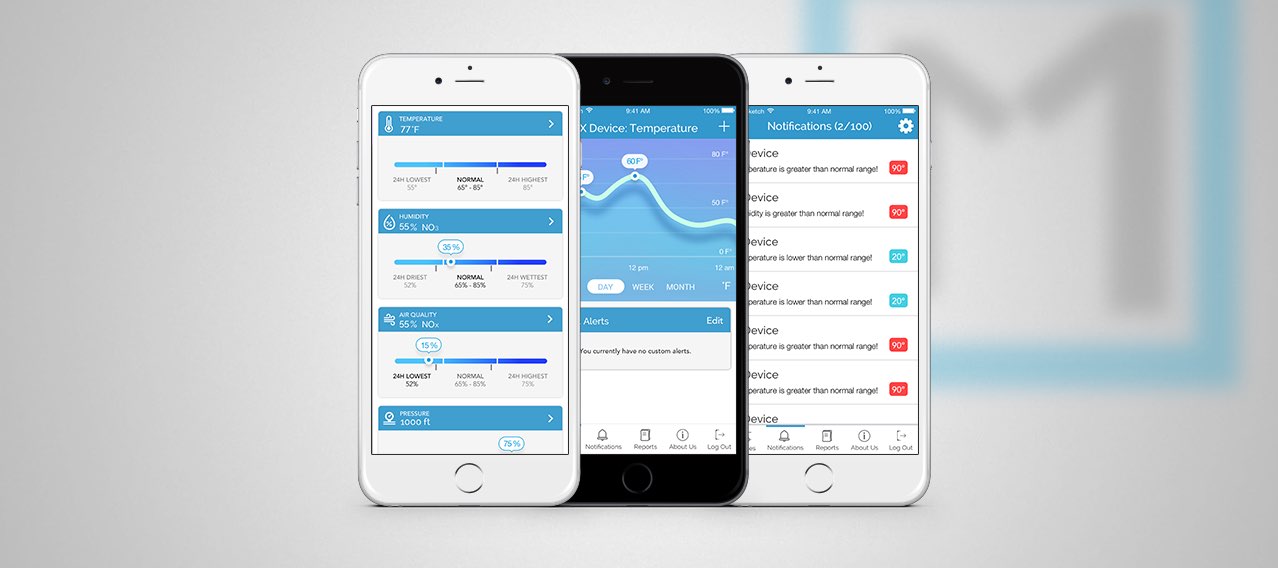 TEMPERATURE
77°F
24H LOWEST
55°
NORMAL
65° - 85°
24H HIGHEST
85°
HUMIDITY
55% NO3
35%
24H DRIEST
52%
NORMAL
65% - 85%
24H WETTEST
75%
AIR QUALITY
55% NOx
15%
24H LOWEST
52%
NORMAL
65% - 85%
24H HIGHEST
75%
PRESSURE
1000 ft
75%
9:41 AM
100%
X Device: Temperature
+
80 F°
60F°
F°
50 F°
0 F°
12 pm
12 am
DAY
WEEK
MONTH
°F
Alerts
Edit
You currently have no custom alerts.
Notifications
Reports
About Us
Log Out
9:41 AM
100%
Notifications (2/100)
Device
perature is greater than normal range!
90°
Device
idity is greater than normal range!
90°
Device
perature is lower than normal range!
20°
Device
perature is lower than normal range!
20°
Device
perature is greater than normal range!
90°
Device
perature is greater than normal range!
90°
Device
Notifications
Reports
About Us
Log Out
M